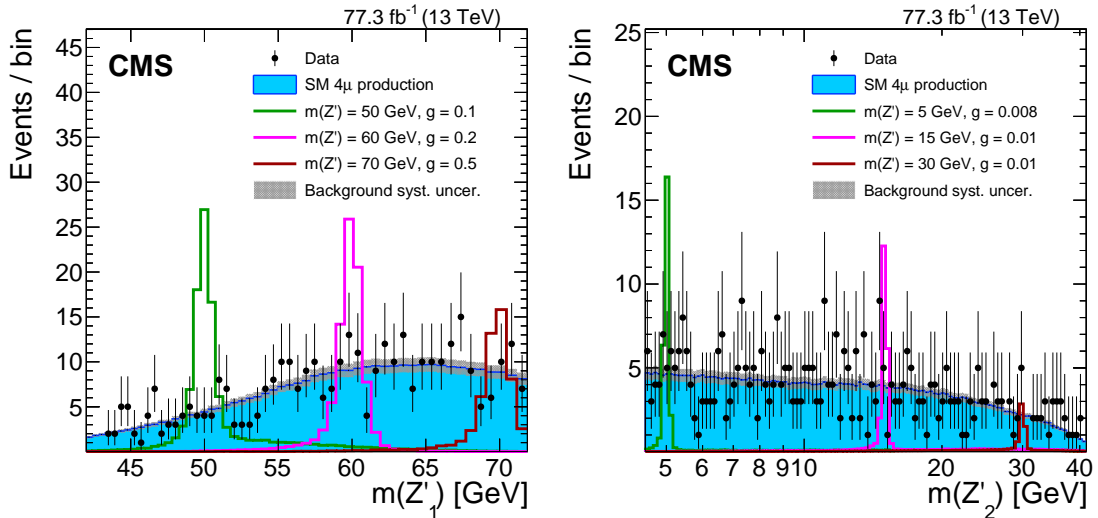 77.3 fb⁻¹ (13 TeV)
CMS
Data
SM 4μ production
m(Z') = 50 GeV, g = 0.1
m(Z') = 60 GeV, g = 0.2
m(Z') = 70 GeV, g = 0.5
Background syst. uncer.
Events / bin
45
40
35
30
25
20
15
10
5
45 50 55 60 65 70
m(Z'₁) [GeV]
77.3 fb⁻¹ (13 TeV)
CMS
Data
SM 4μ production
m(Z') = 5 GeV, g = 0.008
m(Z') = 15 GeV, g = 0.01
m(Z') = 30 GeV, g = 0.01
Background syst. uncer.
Events / bin
25
20
15
10
5
5 6 7 8 9 10 20 30 40
m(Z'₂) [GeV]